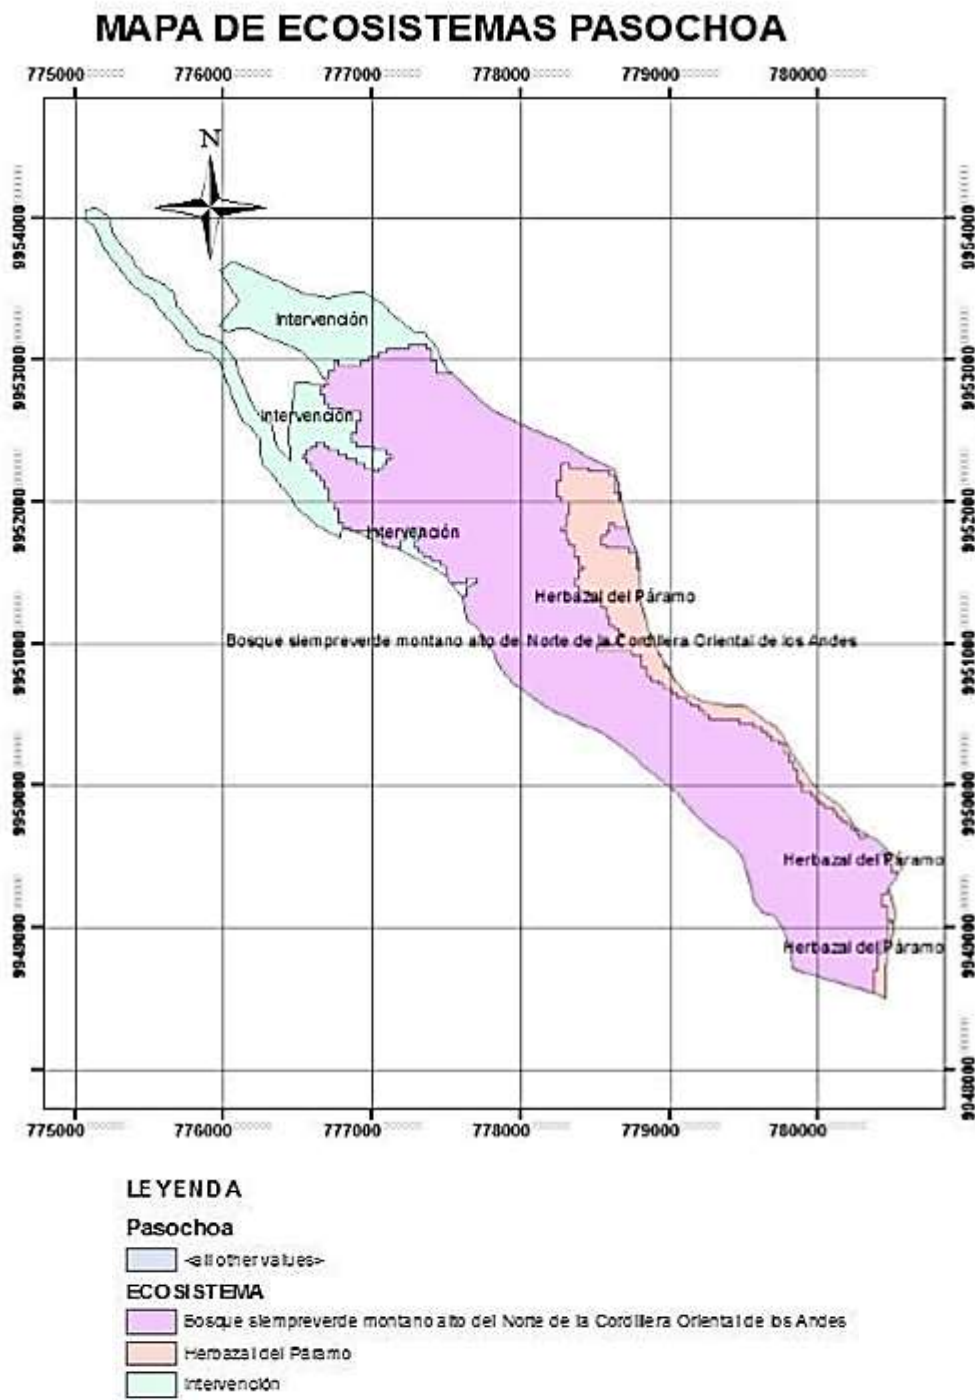 MAPA DE ECOSISTEMAS PASOCHOA
775000 776000 777000 778000 779000 780000
N
9954000 9954000
Intervención
9953000 9953000
Intervención
9952000 9952000
Intervención
Herbazal del Páramo
Bosque siempreverde montano alto del Norte de la Cordillera Oriental de los Andes
9951000 9951000
9950000 9950000
Herbazal del Páramo
9949000 9949000
Herbazal del Páramo
9948000
775000 776000 777000 778000 779000 780000
LEYENDA
Pasochoa
<all other values>
ECOSISTEMA
Bosque siempreverde montano alto del Norte de la Cordillera Oriental de los Andes
Herbazal del Páramo
Intervención